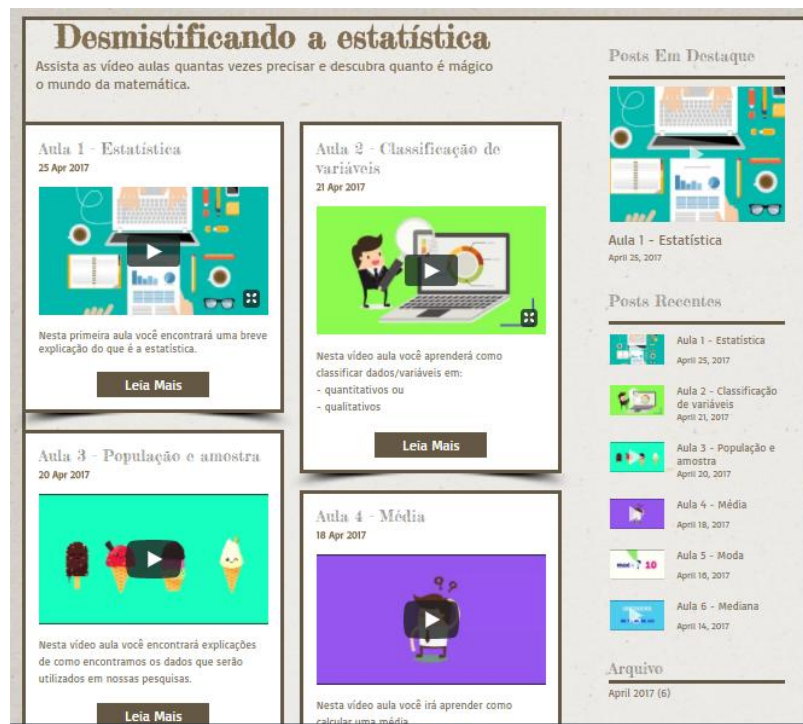 Desmistificando a estatística
Assista as vídeo aulas quantas vezes precisar e descubra quanto é mágico
o mundo da matemática.
Aula 1 - Estatística
25 Apr 2017
Nesta primeira aula você encontrará uma breve
explicação do que é a estatística.
Leia Mais
Aula 3 - População e amostra
20 Apr 2017
Nesta vídeo aula você encontrará explicações
de como encontramos os dados que serão
utilizados em nossas pesquisas.
Leia Mais
Aula 2 - Classificação de
variáveis
21 Apr 2017
Nesta vídeo aula você aprenderá como
classificar dados/variáveis em:
- quantitativos ou
- qualitativos
Leia Mais
Aula 4 - Média
18 Apr 2017
??
Nesta vídeo aula você irá aprender como
calcular uma média
Posts Em Destaque
Aula 1 - Estatística
April 25, 2017
Posts Recentes
Aula 1 - Estatística
April 25, 2017
Aula 2 - Classificação
de variáveis
April 21, 2017
Aula 3 - População e
amostra
April 20, 2017
Aula 4 - Média
April 18, 2017
10
Aula 5 - Moda
April 16, 2017
Aula 6 - Mediana
April 14, 2017
Arquivo
April 2017 (6)